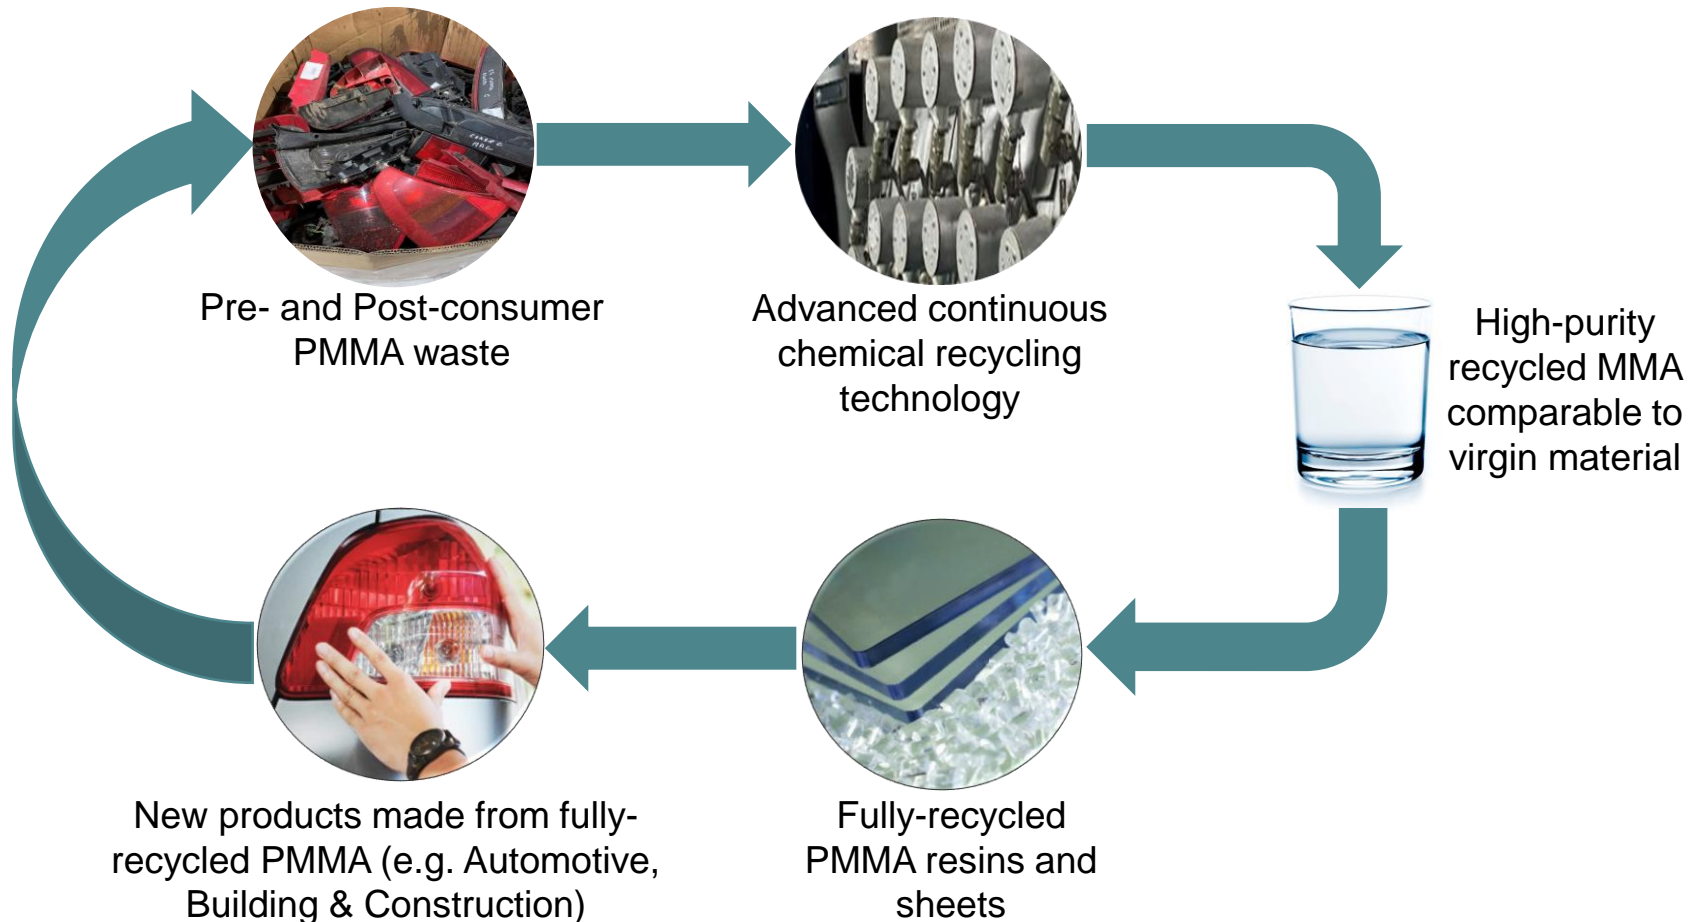 Pre- and Post-consumer
PMMA waste
Advanced continuous
chemical recycling
technology
High-purity
recycled MMA
comparable to
virgin material
New products made from fully-
recycled PMMA (e.g. Automotive,
Building & Construction)
Fully-recycled
PMMA resins and
sheets